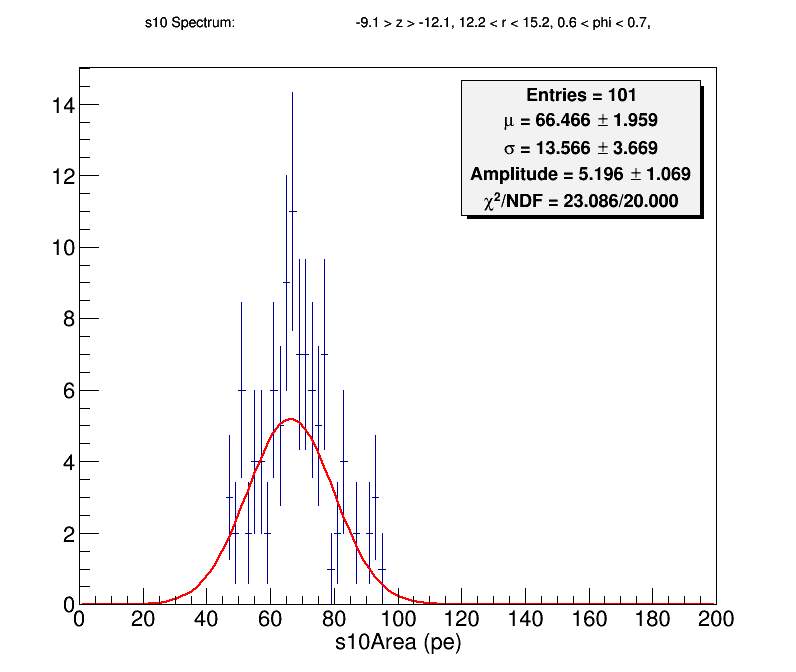 s10 Spectrum: -9.1 > z > -12.1, 12.2 < r < 15.2, 0.6 < phi < 0.7,
Entries = 101
μ = 66.466 ± 1.959
σ = 13.566 ± 3.669
Amplitude = 5.196 ± 1.069
χ²/NDF = 23.086/20.000
14
12
10
8
6
4
2
0
0 20 40 60 80 100 120 140 160 180 200
s10Area (pe)